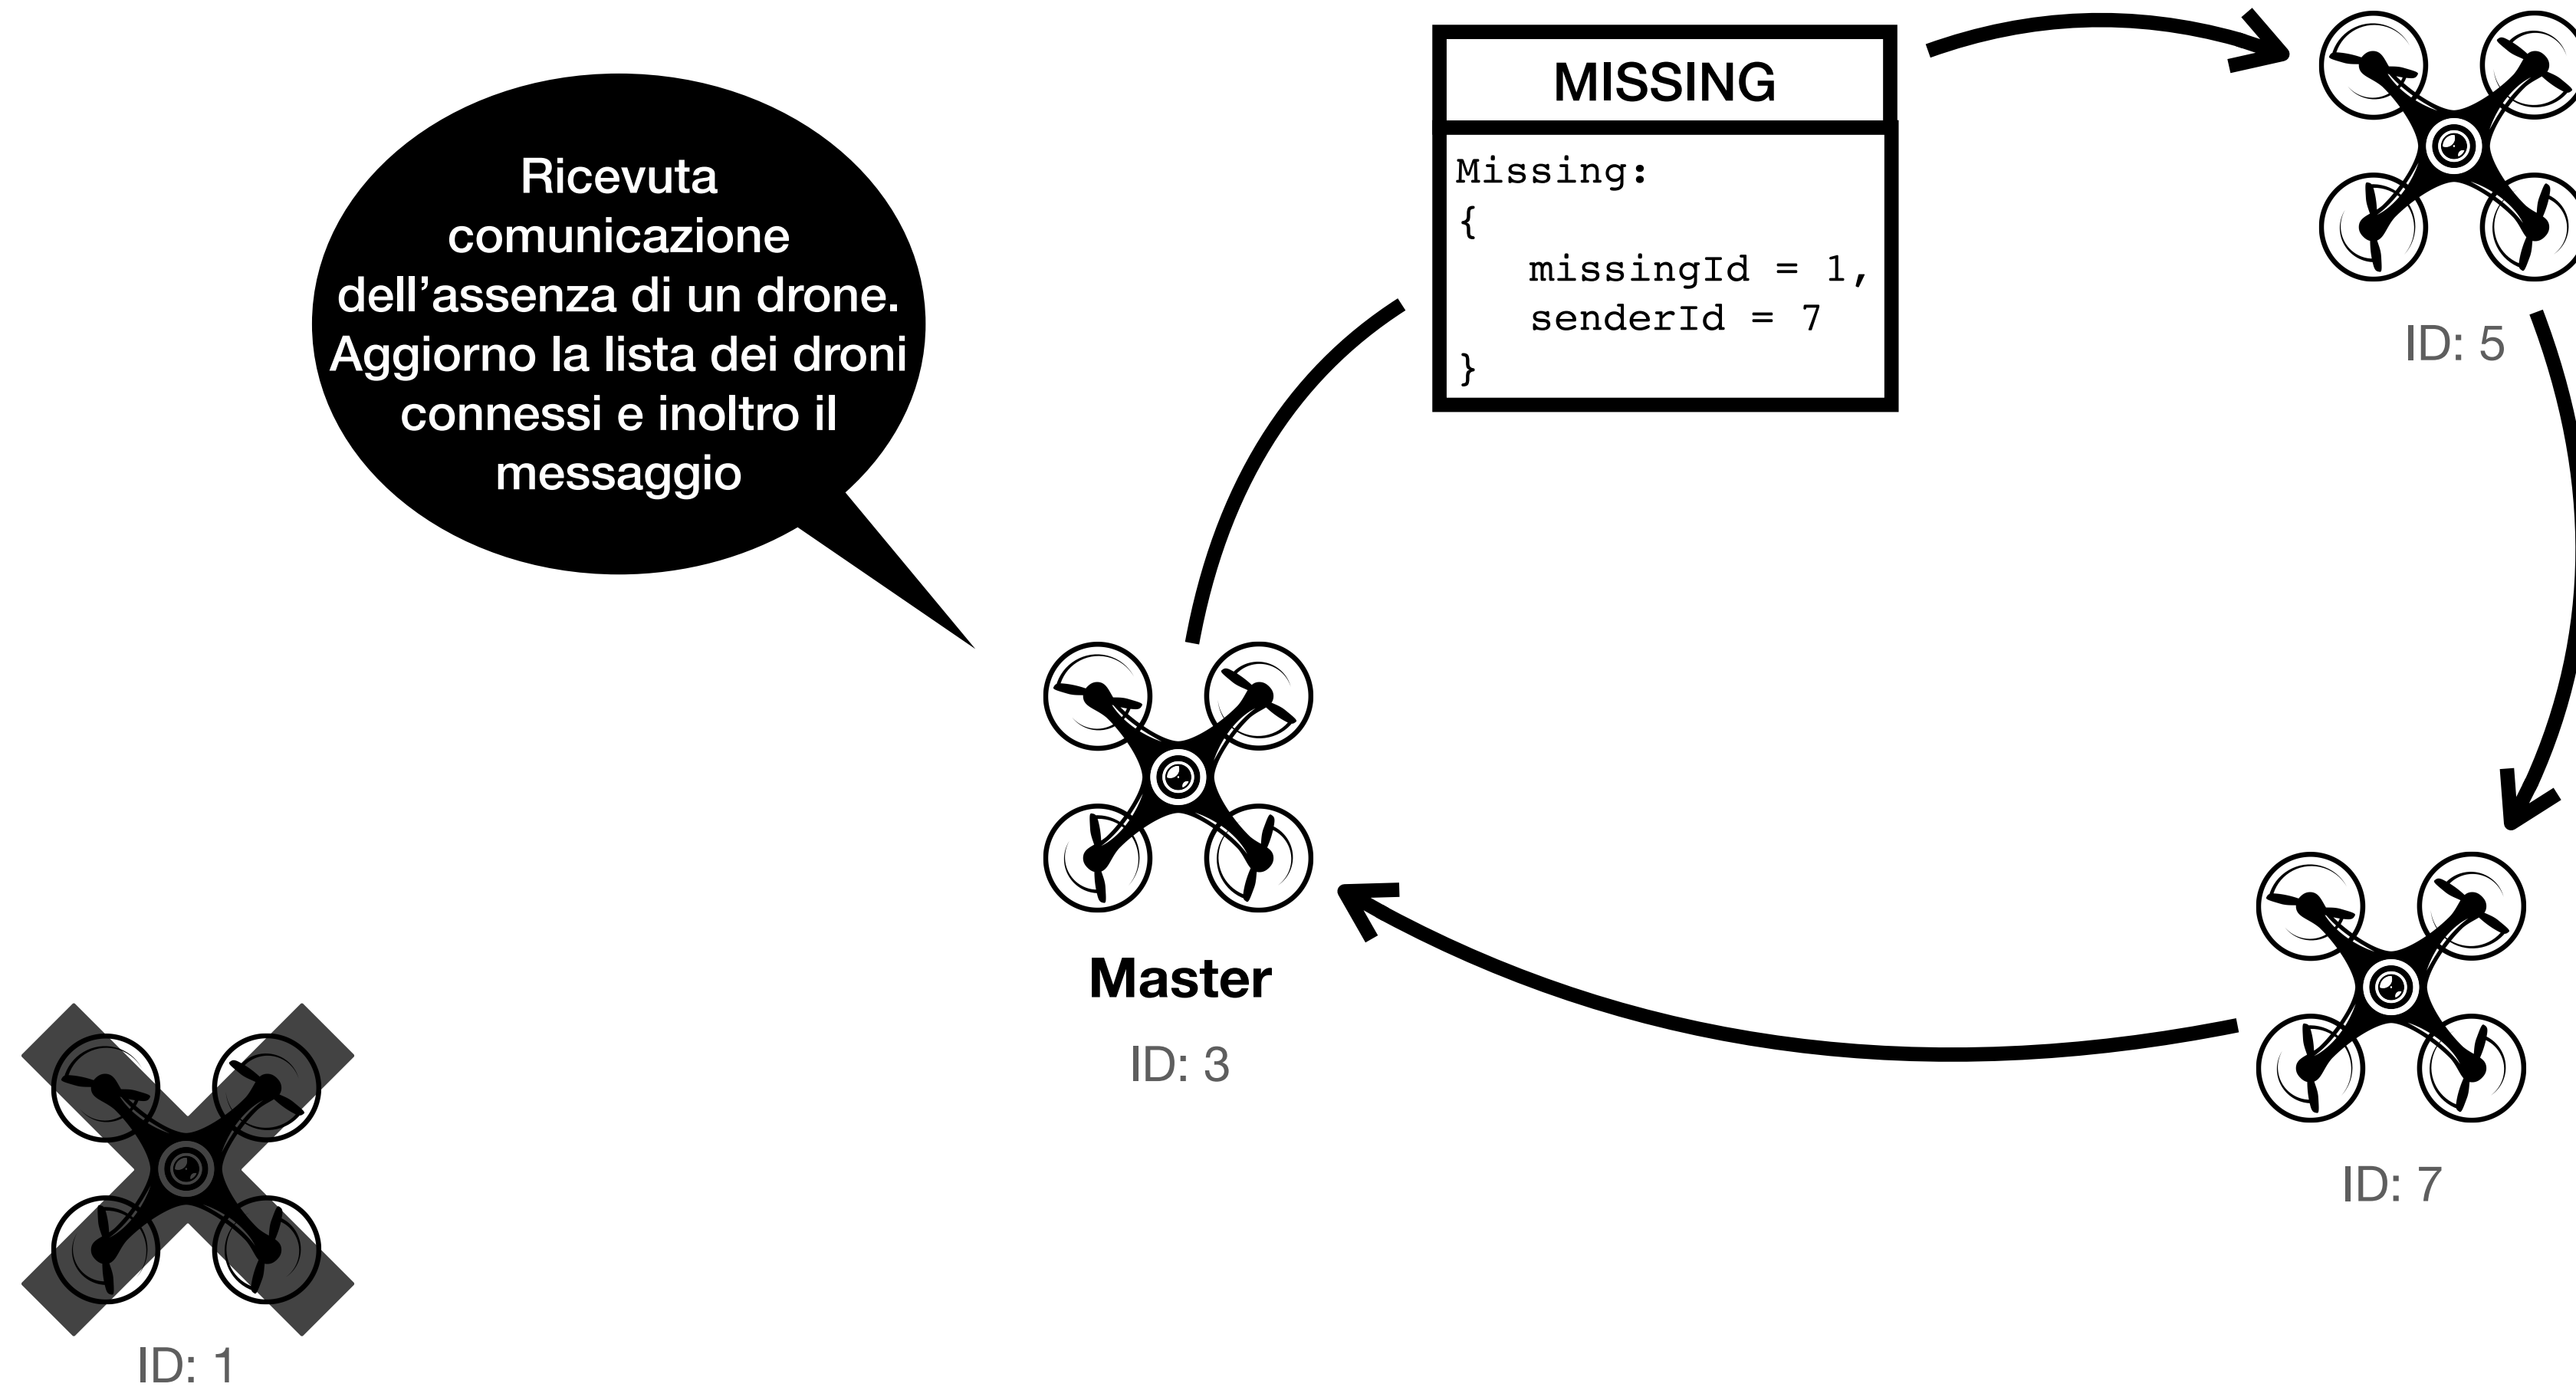 Ricevuta
comunicazione
dell'assenza di un drone.
Aggiorno la lista dei droni
connessi e inoltro il
messaggio
MISSING
Missing:
{
missingId = 1,
senderId = 7
}
ID: 5
Master
ID: 3
ID: 7
ID: 1